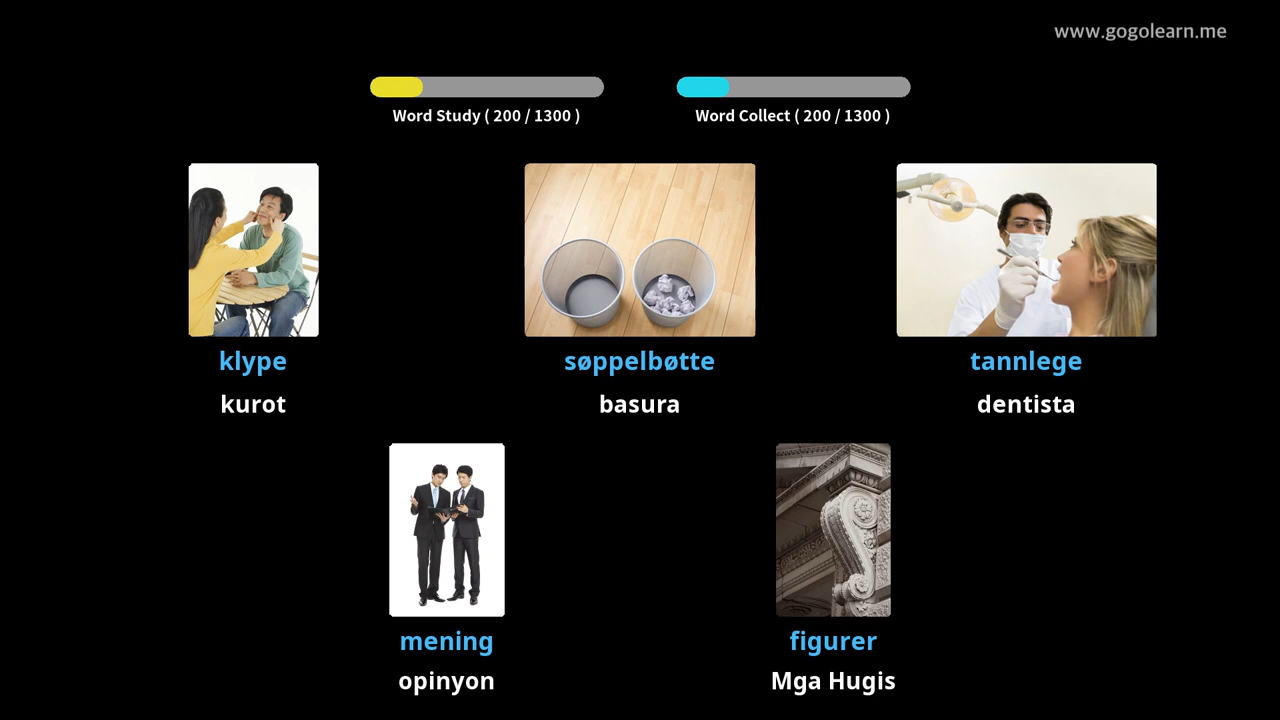 www.gogolearn.me
Word Study ( 200 / 1300 )
Word Collect ( 200 / 1300 )
klype
søppelbøtte
tannlege
kurot
basura
dentista
mening
figurer
opinyon
Mga Hugis